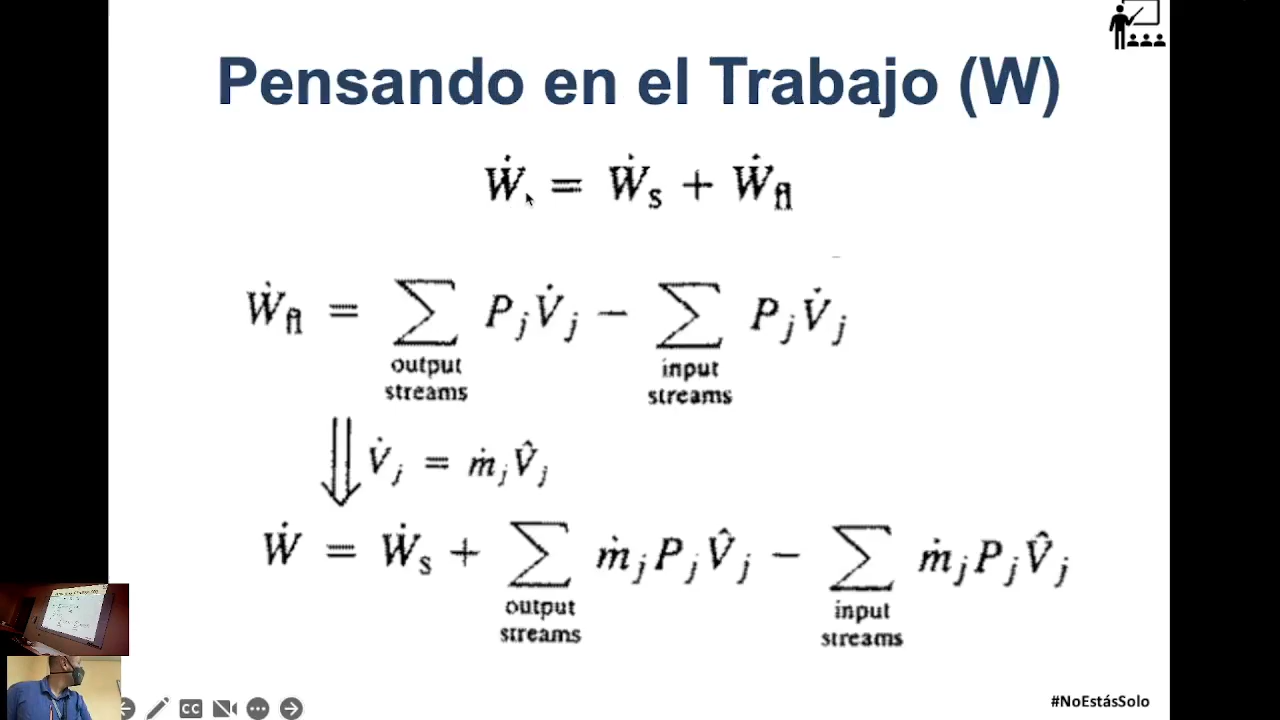 Pensando en el Trabajo (W)
Ẇ = Ẇs + Ẇfl
Ẇfl = ∑ PjV̇j − ∑ PjV̇j
output streams input streams
V̇j = ṁjV̂j
Ẇ = Ẇs + ∑ ṁjPjV̂j − ∑ ṁjPjV̂j
output streams input streams
CC
#NoEstásSolo